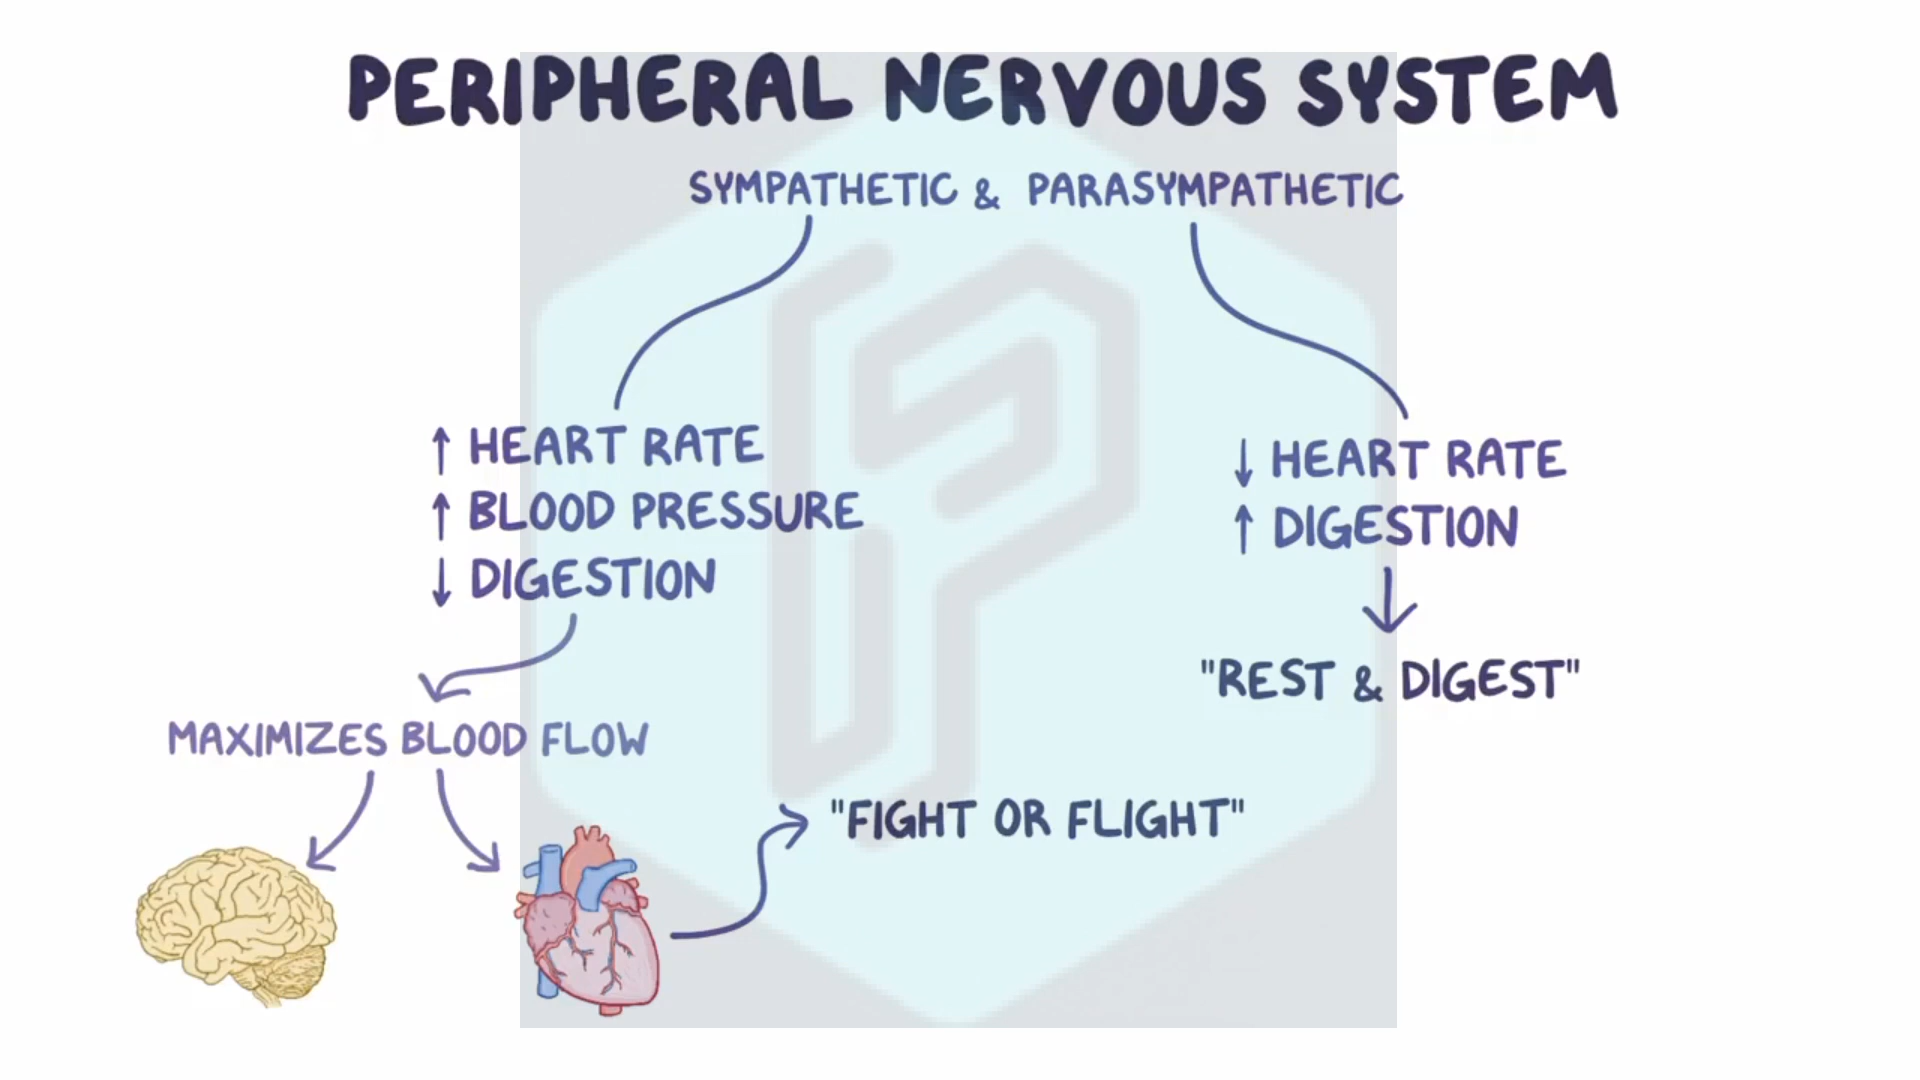 PERIPHERAL NERVOUS SYSTEM
SYMPATHETIC & PARASYMPATHETIC
↑ HEART RATE
↑ BLOOD PRESSURE
↓ DIGESTION
MAXIMIZES BLOOD FLOW
"FIGHT OR FLIGHT"
↓ HEART RATE
↑ DIGESTION
"REST & DIGEST"